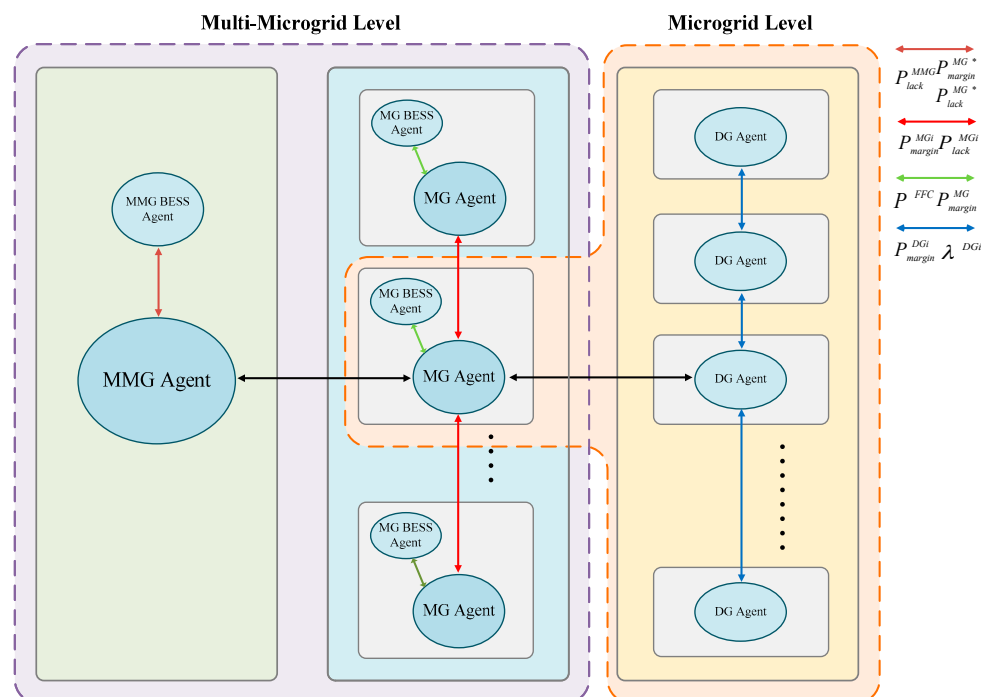 Multi-Microgrid Level
Microgrid Level
MMG BESS
Agent
MMG Agent
MG BESS
Agent
MG Agent
MG BESS
Agent
MG Agent
MG BESS
Agent
MG Agent
DG Agent
DG Agent
DG Agent
DG Agent
P_lack^MMG P_margin^MG *
P_lack^MG *
P_margin^MGi P_lack^MGi
P^FFC P_margin^MG
P_margin^DGi λ^DGi